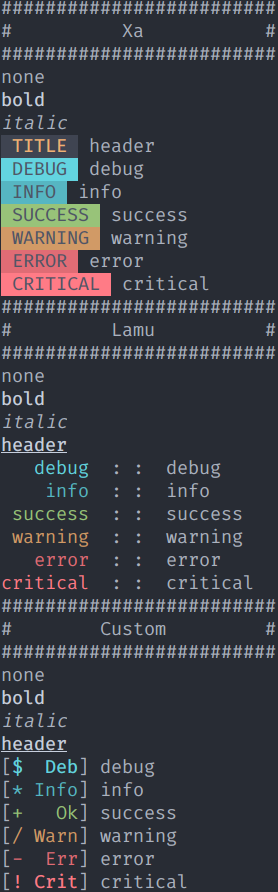 #########################
# Xa #
#########################
none
bold
italic
TITLE header
DEBUG debug
INFO info
SUCCESS success
WARNING warning
ERROR error
CRITICAL critical
#########################
# Lamu #
#########################
none
bold
italic
header
debug : : debug
info : : info
success : : success
warning : : warning
error : : error
critical : : critical
#########################
# Custom #
#########################
none
bold
italic
header
[$  Deb] debug
[* Info] info
[+   Ok] success
[/ Warn] warning
[-  Err] error
[! Crit] critical